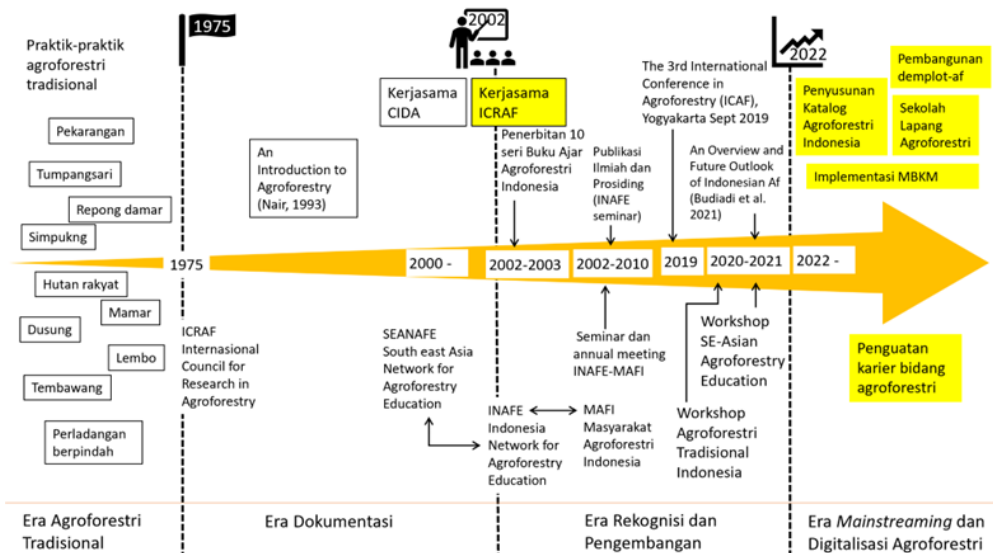 Praktik-praktik
agroforestri
tradisional
Pekarangan
Tumpangsari
Repong damar
Simpukng
Hutan rakyat
Mamar
Dusung
Lembo
Tembawang
Perladangan
berpindah
1975
1975
ICRAF
Internasional
Council for
Research in
Agroforestry
An
Introduction to
Agroforestry
(Nair, 1993)
Kerjasama
CIDA
2002
Kerjasama
ICRAF
Penerbitan 10
seri Buku Ajar
Agroforestri
Indonesia
Publikasi
Ilmiah dan
Prosiding
(INAFE
seminar)
The 3rd International
Conference in
Agroforestry (ICAF),
Yogyakarta Sept 2019
An Overview and
Future Outlook
of Indonesian Af
(Budiadi et al.
2021)
2022
Penyusunan
Katalog
Agroforestri
Indonesia
Pembangunan
demplot-af
Sekolah
Lapang
Agroforestri
Implementasi MBKM
2000 -
2002-2003
2002-2010
2019
2020-2021
2022 -
SEANAFE
South east Asia
Network for
Agroforestry
Education
INAFE
Indonesia
Network for
Agroforestry
Education
MAFI
Masyarakat
Agroforestri
Indonesia
Seminar dan
annual meeting
INAFE-MAFI
Workshop
Agroforestri
Tradisional
Indonesia
Workshop
SE-Asian
Agroforestry
Education
Penguatan
karier bidang
agroforestri
Era Agroforestri
Tradisional
Era Dokumentasi
Era Rekognisi dan
Pengembangan
Era Mainstreaming dan
Digitalisasi Agroforestri